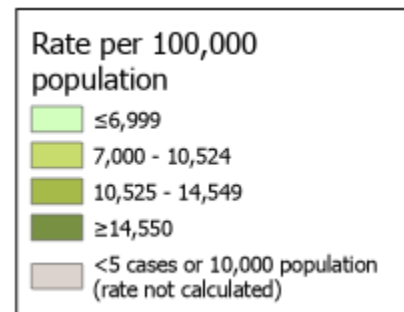 Rate per 100,000
population
≤6,999
7,000 - 10,524
10,525 - 14,549
≥14,550
<5 cases or 10,000 population
(rate not calculated)